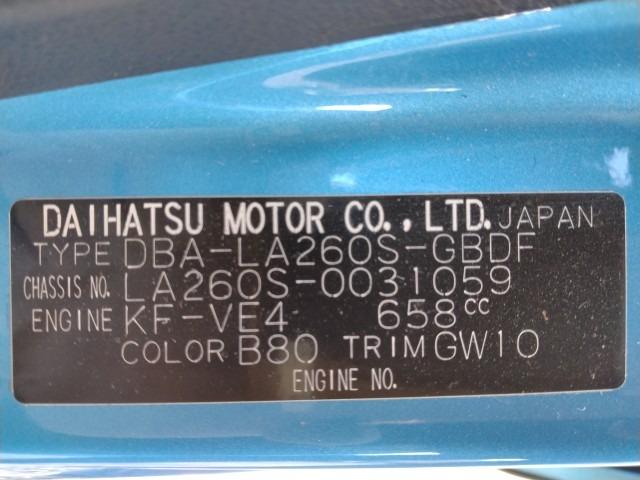 DAIHATSU MOTOR CO.,LTD. JAPAN
TYPE DBA-LA260S-GBDF
CHASSIS NO. LA260S-0031059
ENGINE KF-VE4 658cc
COLOR B80 TRIM GW10
ENGINE NO.